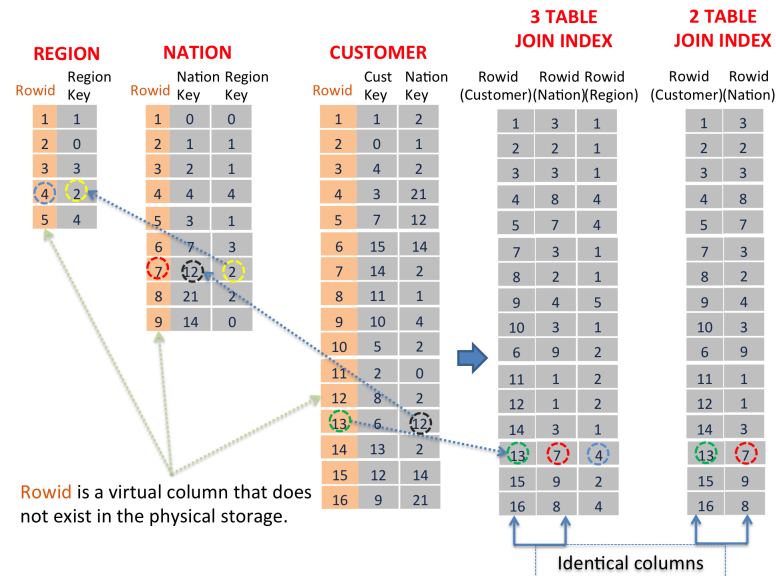 3 TABLE
JOIN INDEX
2 TABLE
JOIN INDEX
REGION
NATION
CUSTOMER
Rowid Region Key
1 1
2 0
3 3
4 2
5 4
Rowid Nation Key Region Key
1 0 0
2 1 1
3 2 1
4 4 4
5 3 1
6 7 3
7 12 2
8 21 2
9 14 0
Rowid Cust Key Nation Key
1 1 2
2 0 1
3 4 2
4 3 21
5 7 12
6 15 14
7 14 2
8 11 1
9 10 4
10 5 2
11 2 0
12 8 2
13 6 12
14 13 2
15 12 14
16 9 21
Rowid (Customer) Rowid (Nation) Rowid (Region)
1 3 1
2 2 1
3 3 1
4 8 4
5 7 4
7 3 1
8 2 1
9 4 5
10 3 1
6 9 2
11 1 2
12 1 2
14 3 1
13 7 4
15 9 2
16 8 4
Rowid (Customer) Rowid (Nation)
1 3
2 2
3 3
4 8
5 7
7 3
8 2
9 4
10 3
6 9
11 1
12 1
14 3
13 7
15 9
16 8
Rowid is a virtual column that does
not exist in the physical storage.
Identical columns